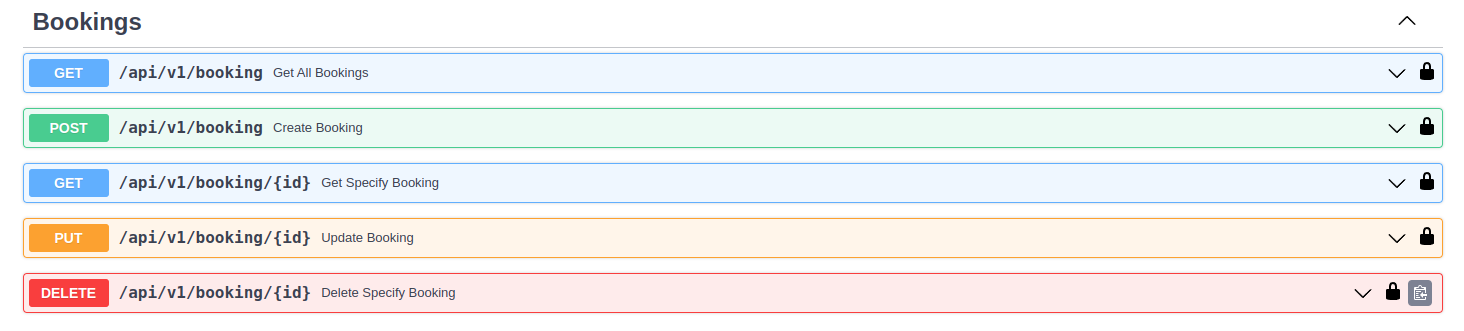 Bookings
GET /api/v1/booking Get All Bookings
POST /api/v1/booking Create Booking
GET /api/v1/booking/{id} Get Specify Booking
PUT /api/v1/booking/{id} Update Booking
DELETE /api/v1/booking/{id} Delete Specify Booking